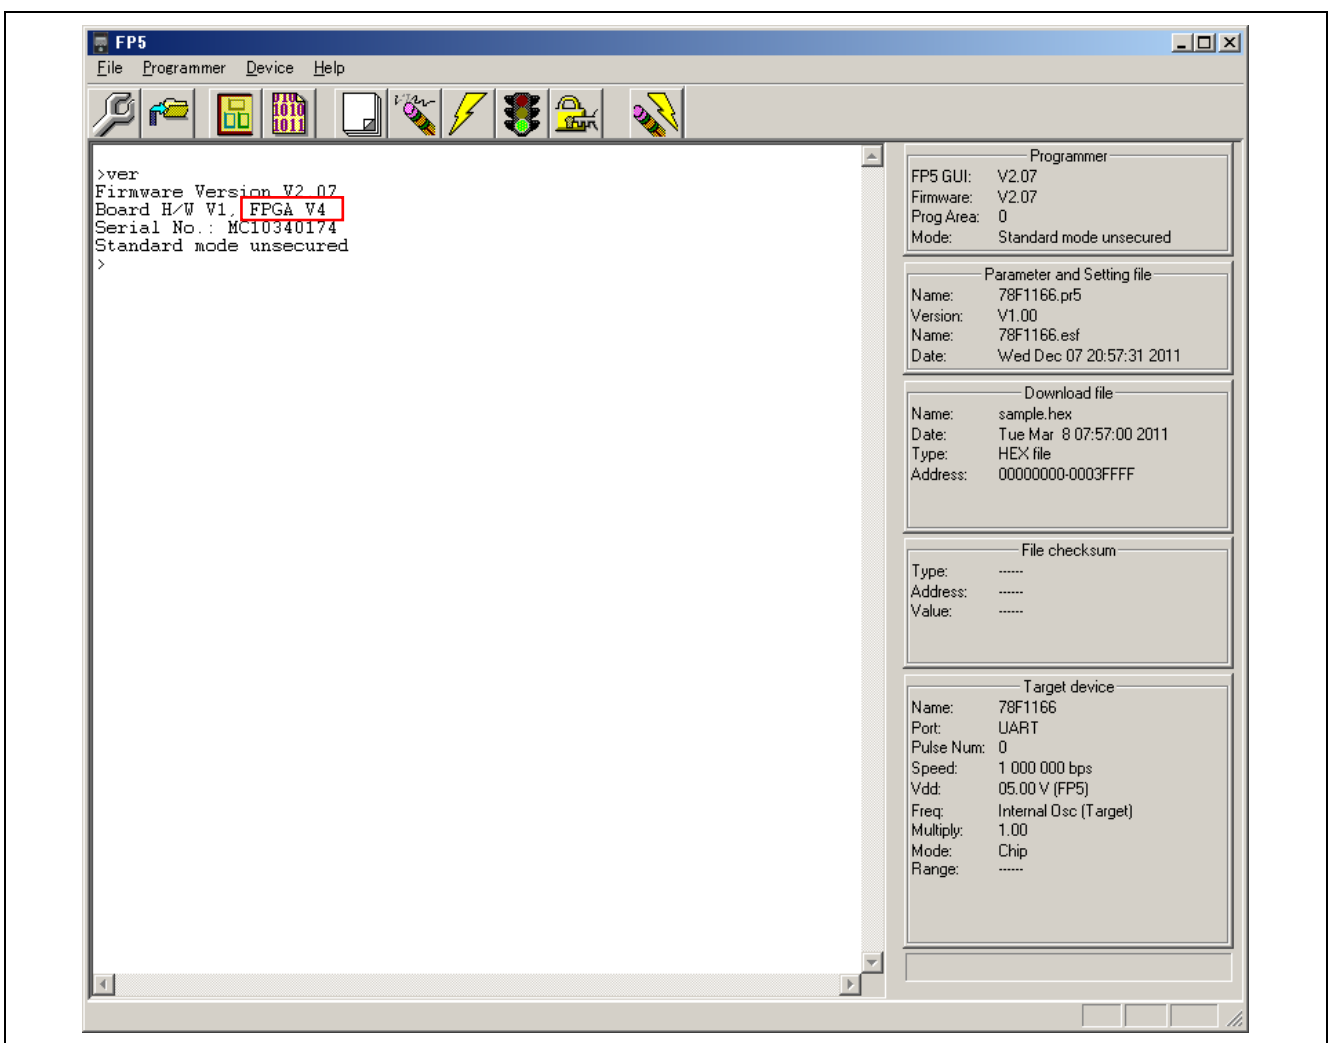 FP5
File Programmer Device Help
>ver
Firmware Version V2.07
Board H/W V1, FPGA V4
Serial No.: MC10340174
Standard mode unsecured
>
Programmer
FP5 GUI: V2.07
Firmware: V2.07
Prog Area: 0
Mode: Standard mode unsecured
Parameter and Setting file
Name: 78F1166.pr5
Version: V1.00
Name: 78F1166.esf
Date: Wed Dec 07 20:57:31 2011
Download file
Name: sample.hex
Date: Tue Mar 8 07:57:00 2011
Type: HEX file
Address: 00000000-0003FFFF
File checksum
Type: ------
Address: ------
Value: ------
Target device
Name: 78F1166
Port: UART
Pulse Num: 0
Speed: 1 000 000 bps
Vdd: 05.00 V (FP5)
Freq: Internal Osc (Target)
Multiply: 1.00
Mode: Chip
Range: ------